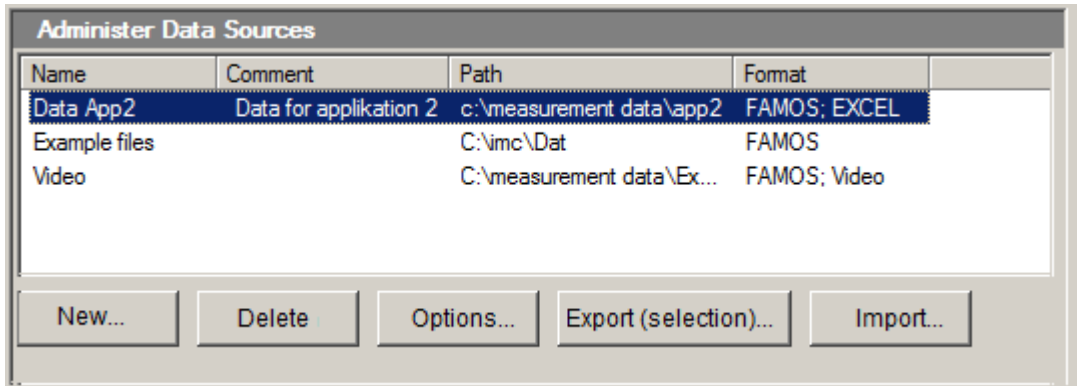 Administer Data Sources
Name Comment Path Format
Data App2 Data for applikation 2 c:\measurement data\app2 FAMOS; EXCEL
Example files C:\imc\Dat FAMOS
Video C:\measurement data\Ex... FAMOS; Video
New... Delete Options... Export (selection)... Import...